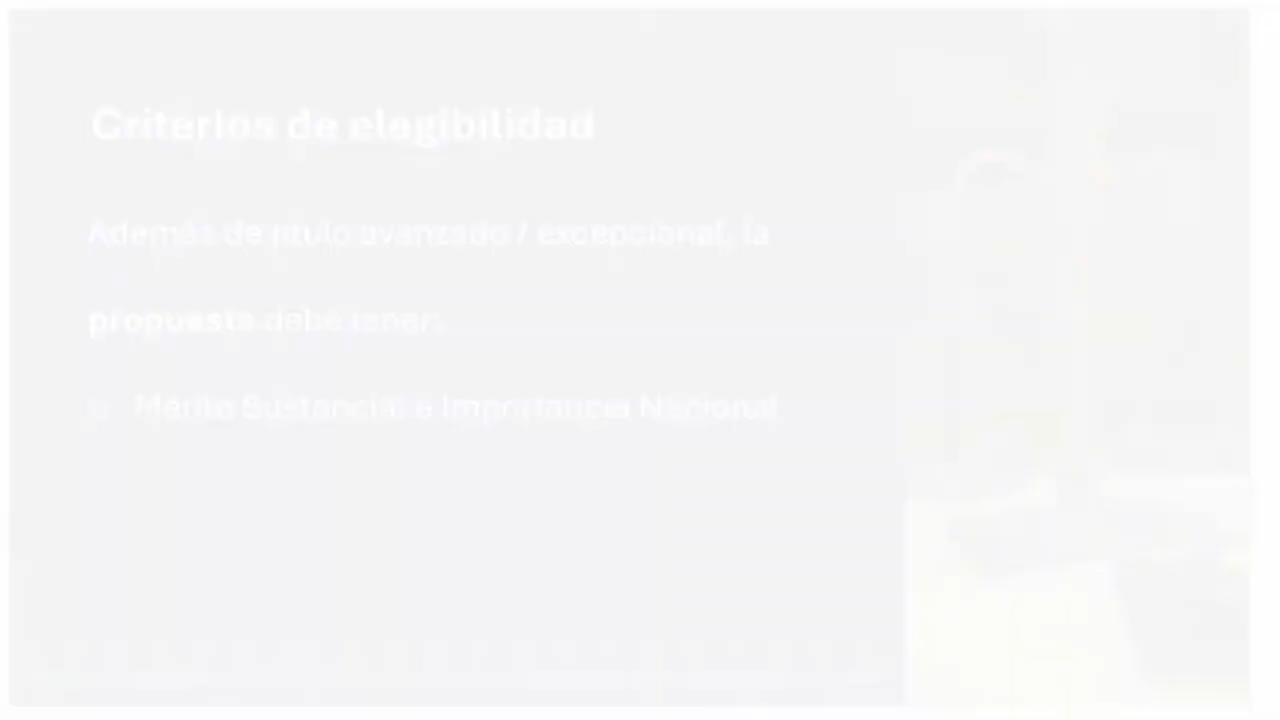 Criterios de elegibilidad
Además de título avanzado / excepcional, la
propuesta debe tener:
Mérito Sustancial e Importancia Nacional